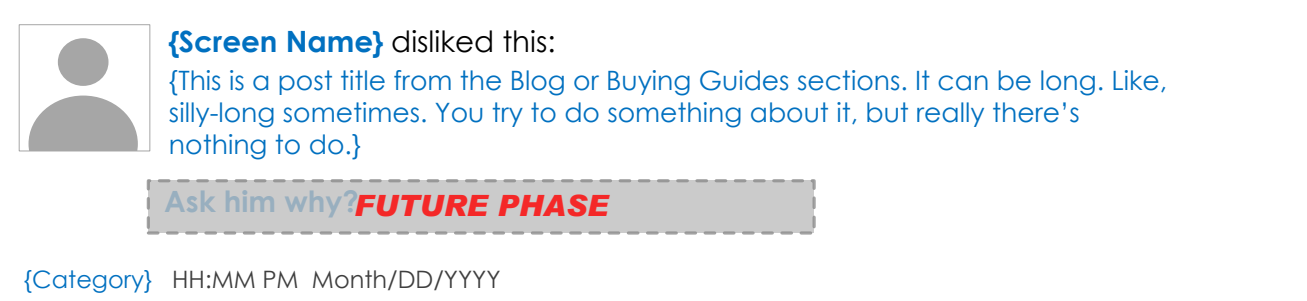 {Screen Name} disliked this:
{This is a post title from the Blog or Buying Guides sections. It can be long. Like,
silly-long sometimes. You try to do something about it, but really there’s
nothing to do.}
Ask him why? FUTURE PHASE
{Category} HH:MM PM Month/DD/YYYY